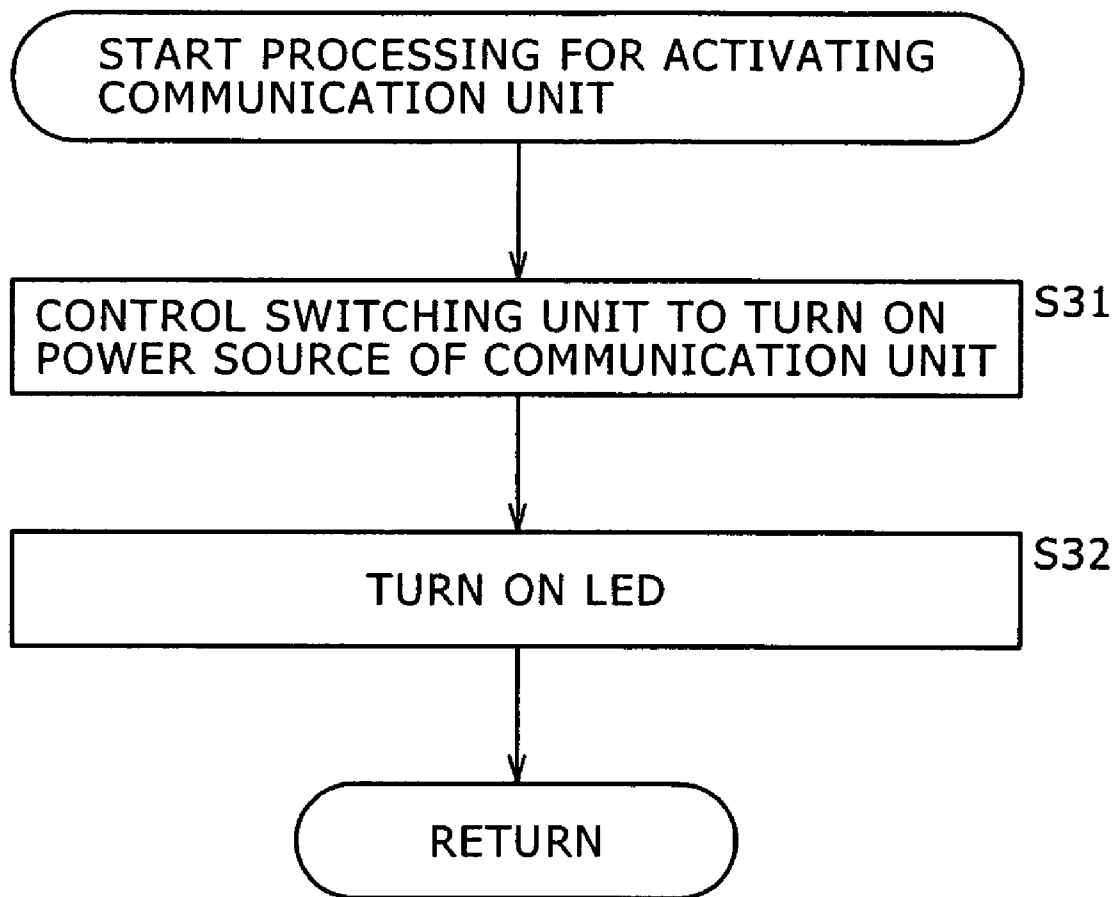 START PROCESSING FOR ACTIVATING
COMMUNICATION UNIT
S31
CONTROL SWITCHING UNIT TO TURN ON
POWER SOURCE OF COMMUNICATION UNIT
S32
TURN ON LED
RETURN